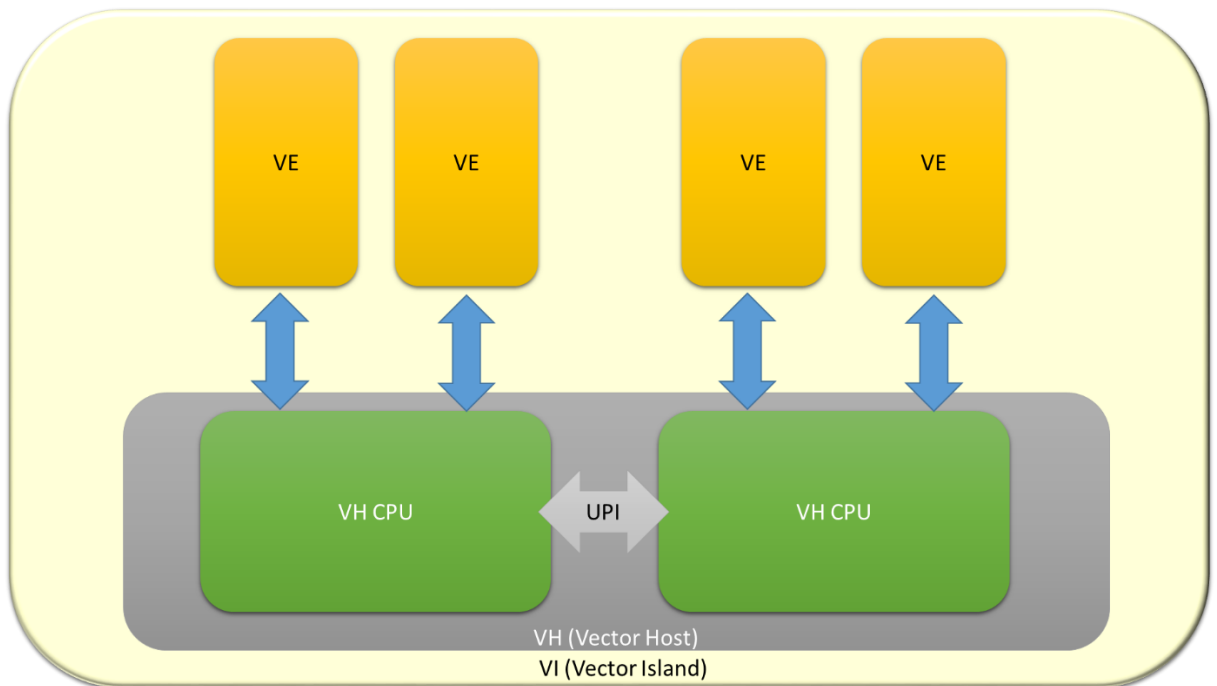 VE
VE
VE
VE
VH CPU
UPI
VH CPU
VH (Vector Host)
VI (Vector Island)